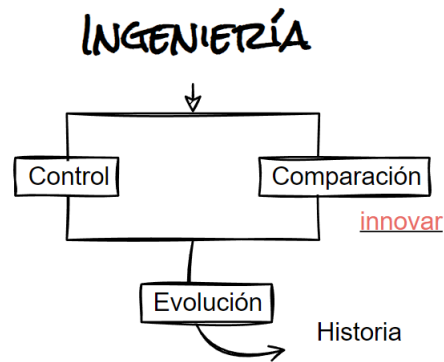 INGENIERÍA
Control
Comparación
innovar
Evolución
Historia